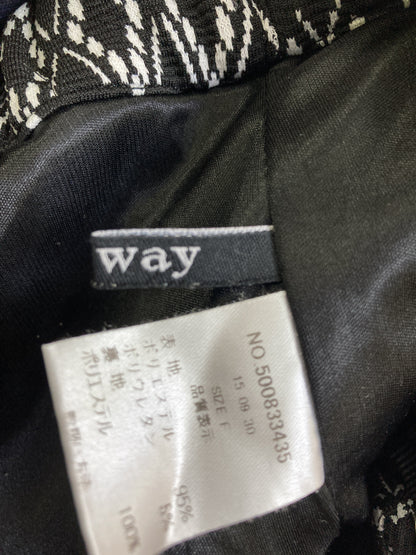 way
NO.500833435
15 09 30
SIZE F
品質表示
表地
ポリエステル 95%
ポリウレタン 5%
裏地
ポリエステル 100%